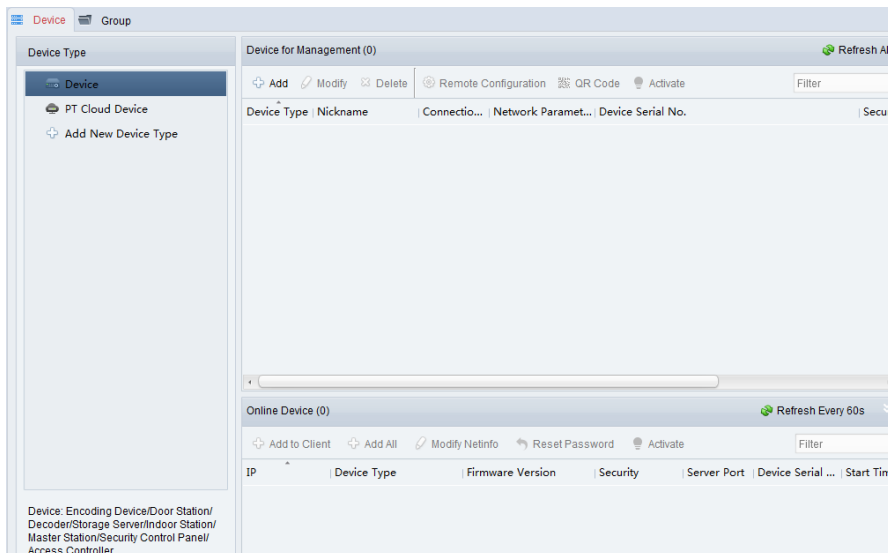 Device Group
Device Type
Device
PT Cloud Device
Add New Device Type
Device: Encoding Device/Door Station/
Decoder/Storage Server/Indoor Station/
Master Station/Security Control Panel/
Access Controller
Device for Management (0) Refresh Al
Add Modify Delete Remote Configuration QR Code Activate Filter
Device Type Nickname Connectio... Network Paramet... Device Serial No. Secu
Online Device (0) Refresh Every 60s
Add to Client Add All Modify Netinfo Reset Password Activate Filter
IP Device Type Firmware Version Security Server Port Device Serial ... Start Tim